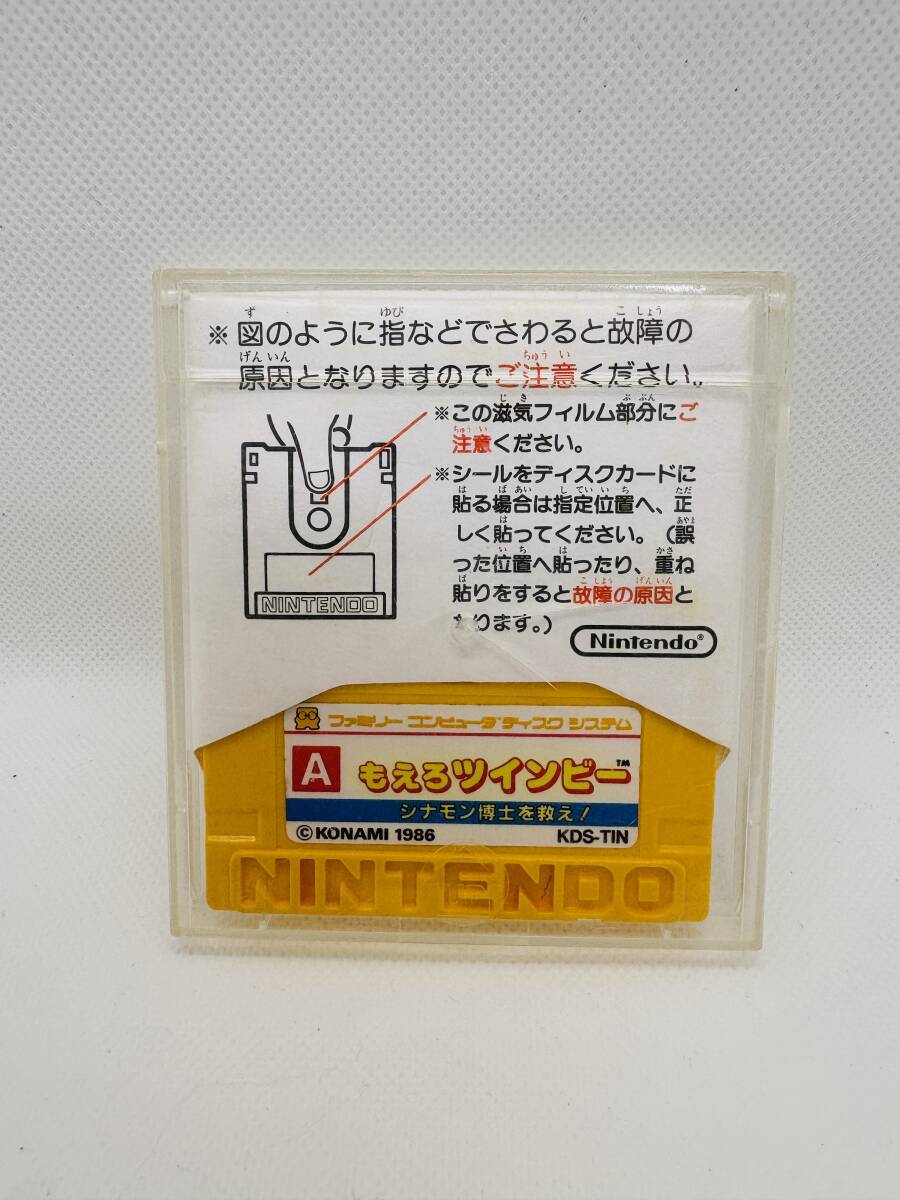 ※図のように指などでさわると故障の
原因となりますのでご注意ください。
※この滋気フィルム部分にご
注意ください。
※シールをディスクカードに
貼る場合は指定位置へ、正
しく貼ってください。(誤
った位置へ貼ったり、重ね
貼りをすると故障の原因と
なります。)
NINTENDO
Nintendo®
ファミリー コンピュータ ディスク システム
A もえろツインビー™
シナモン博士を救え!
©KONAMI 1986 KDS-TIN
NINTENDO